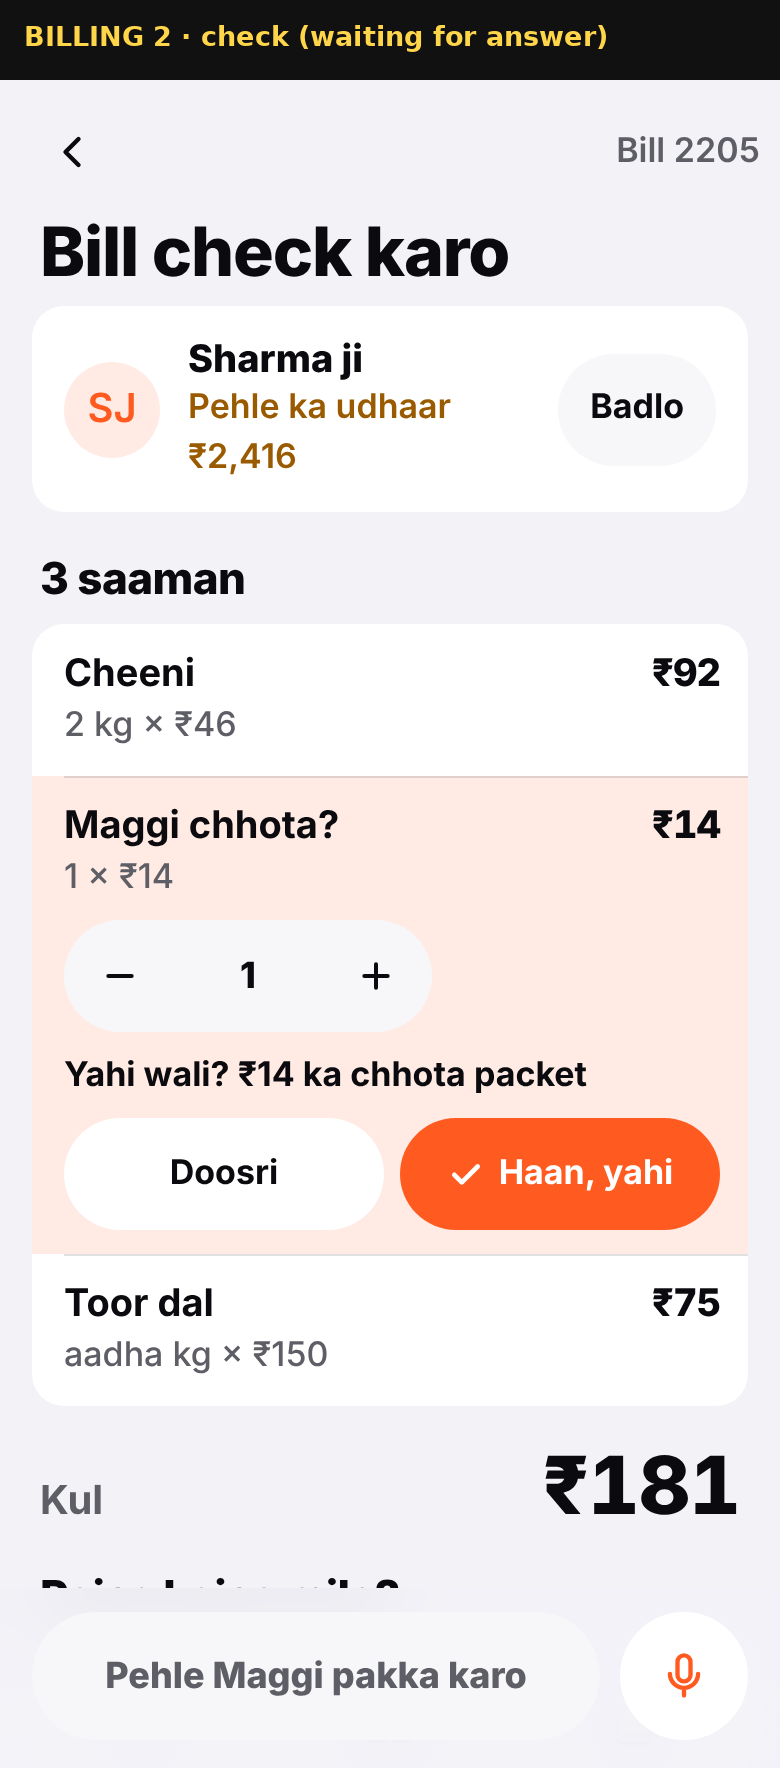 BILLING 2 · check (waiting for answer)
Bill 2205
Bill check karo
SJ
Sharma ji
Pehle ka udhaar
₹2,416
Badlo
3 saaman
Cheeni
₹92
2 kg × ₹46
Maggi chhota?
₹14
1 × ₹14
− 1 +
Yahi wali? ₹14 ka chhota packet
Doosri
Haan, yahi
Toor dal
₹75
aadha kg × ₹150
Kul
₹181
Pehle Maggi pakka karo